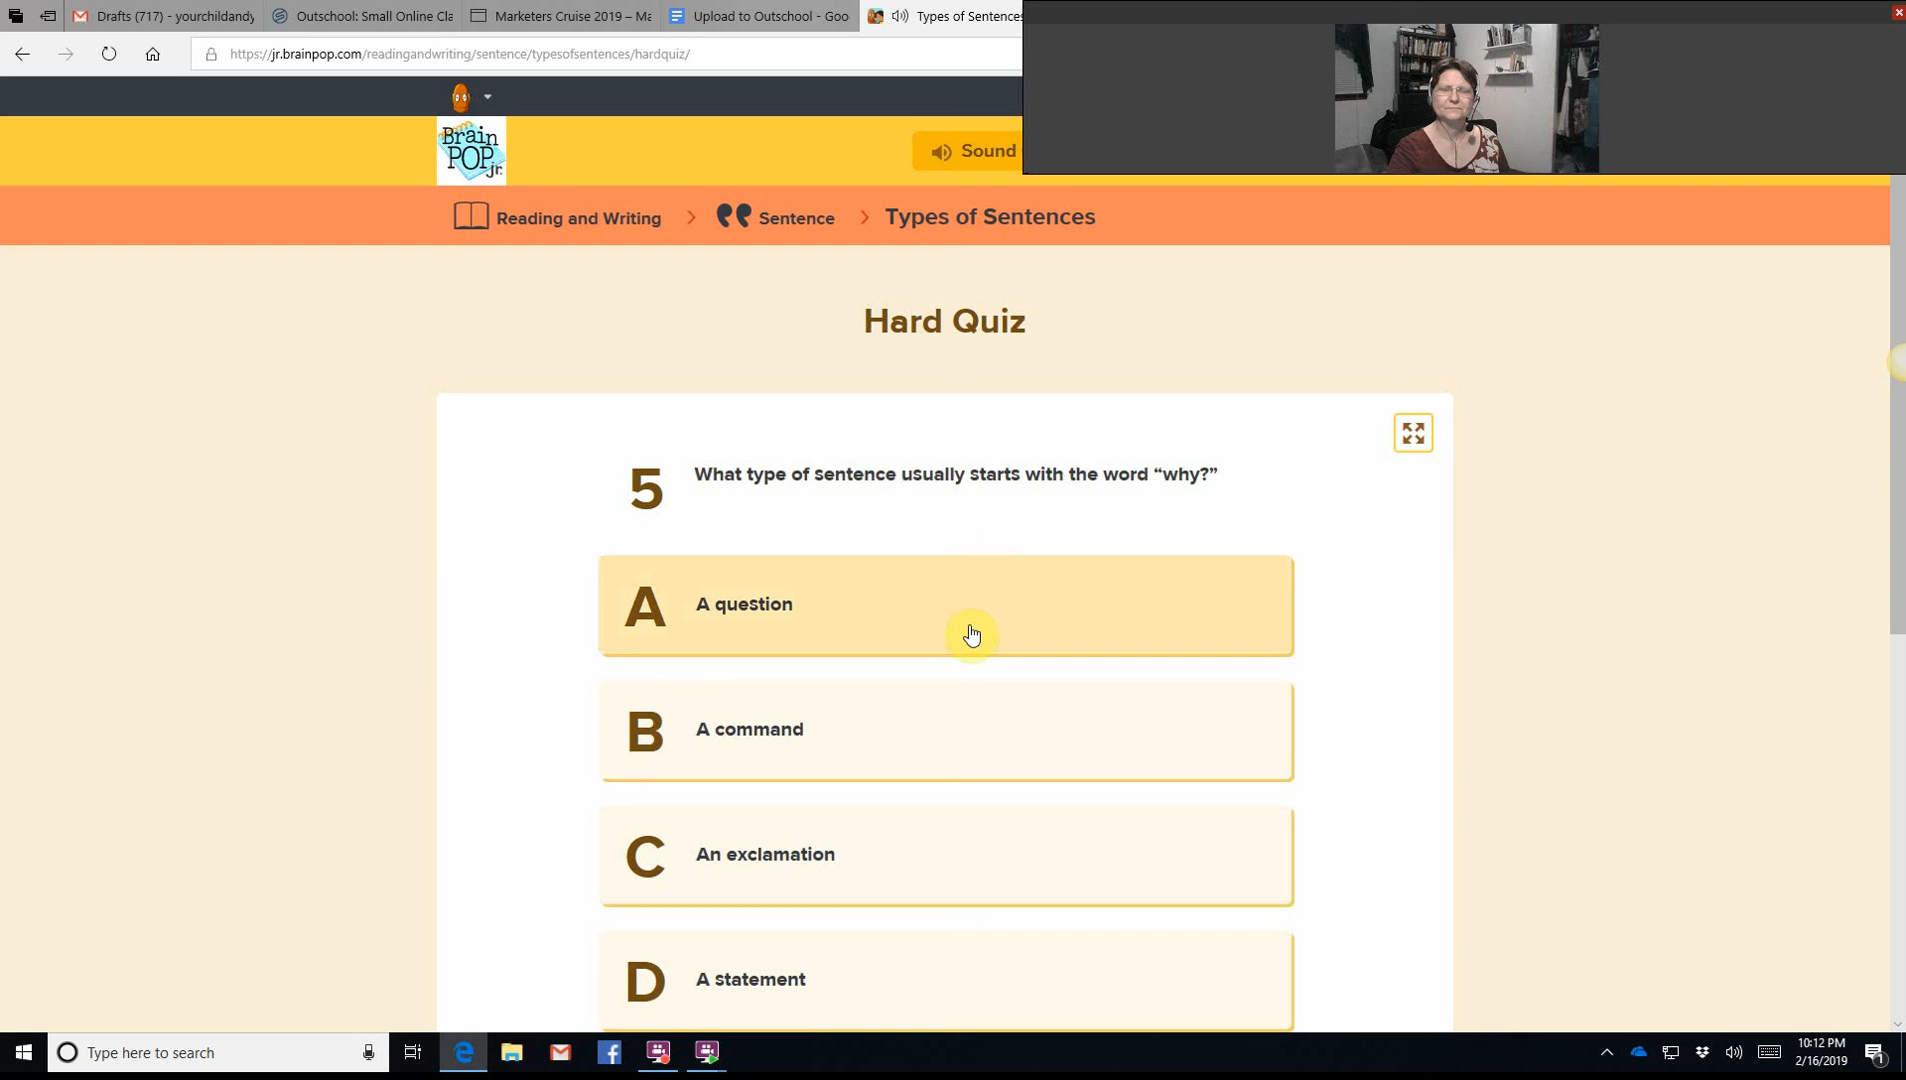 Drafts (717) - yourchildandy
Outschool: Small Online Cla
Marketers Cruise 2019 – Ma
Upload to Outschool - Goo
Types of Sentences
https://jr.brainpop.com/readingandwriting/sentence/typesofsentences/hardquiz/
Brain
POP
jr.
Sound
Reading and Writing
Sentence
Types of Sentences
Hard Quiz
5 What type of sentence usually starts with the word “why?”
A A question
B A command
C An exclamation
D A statement
Type here to search
10:12 PM
2/16/2019
1